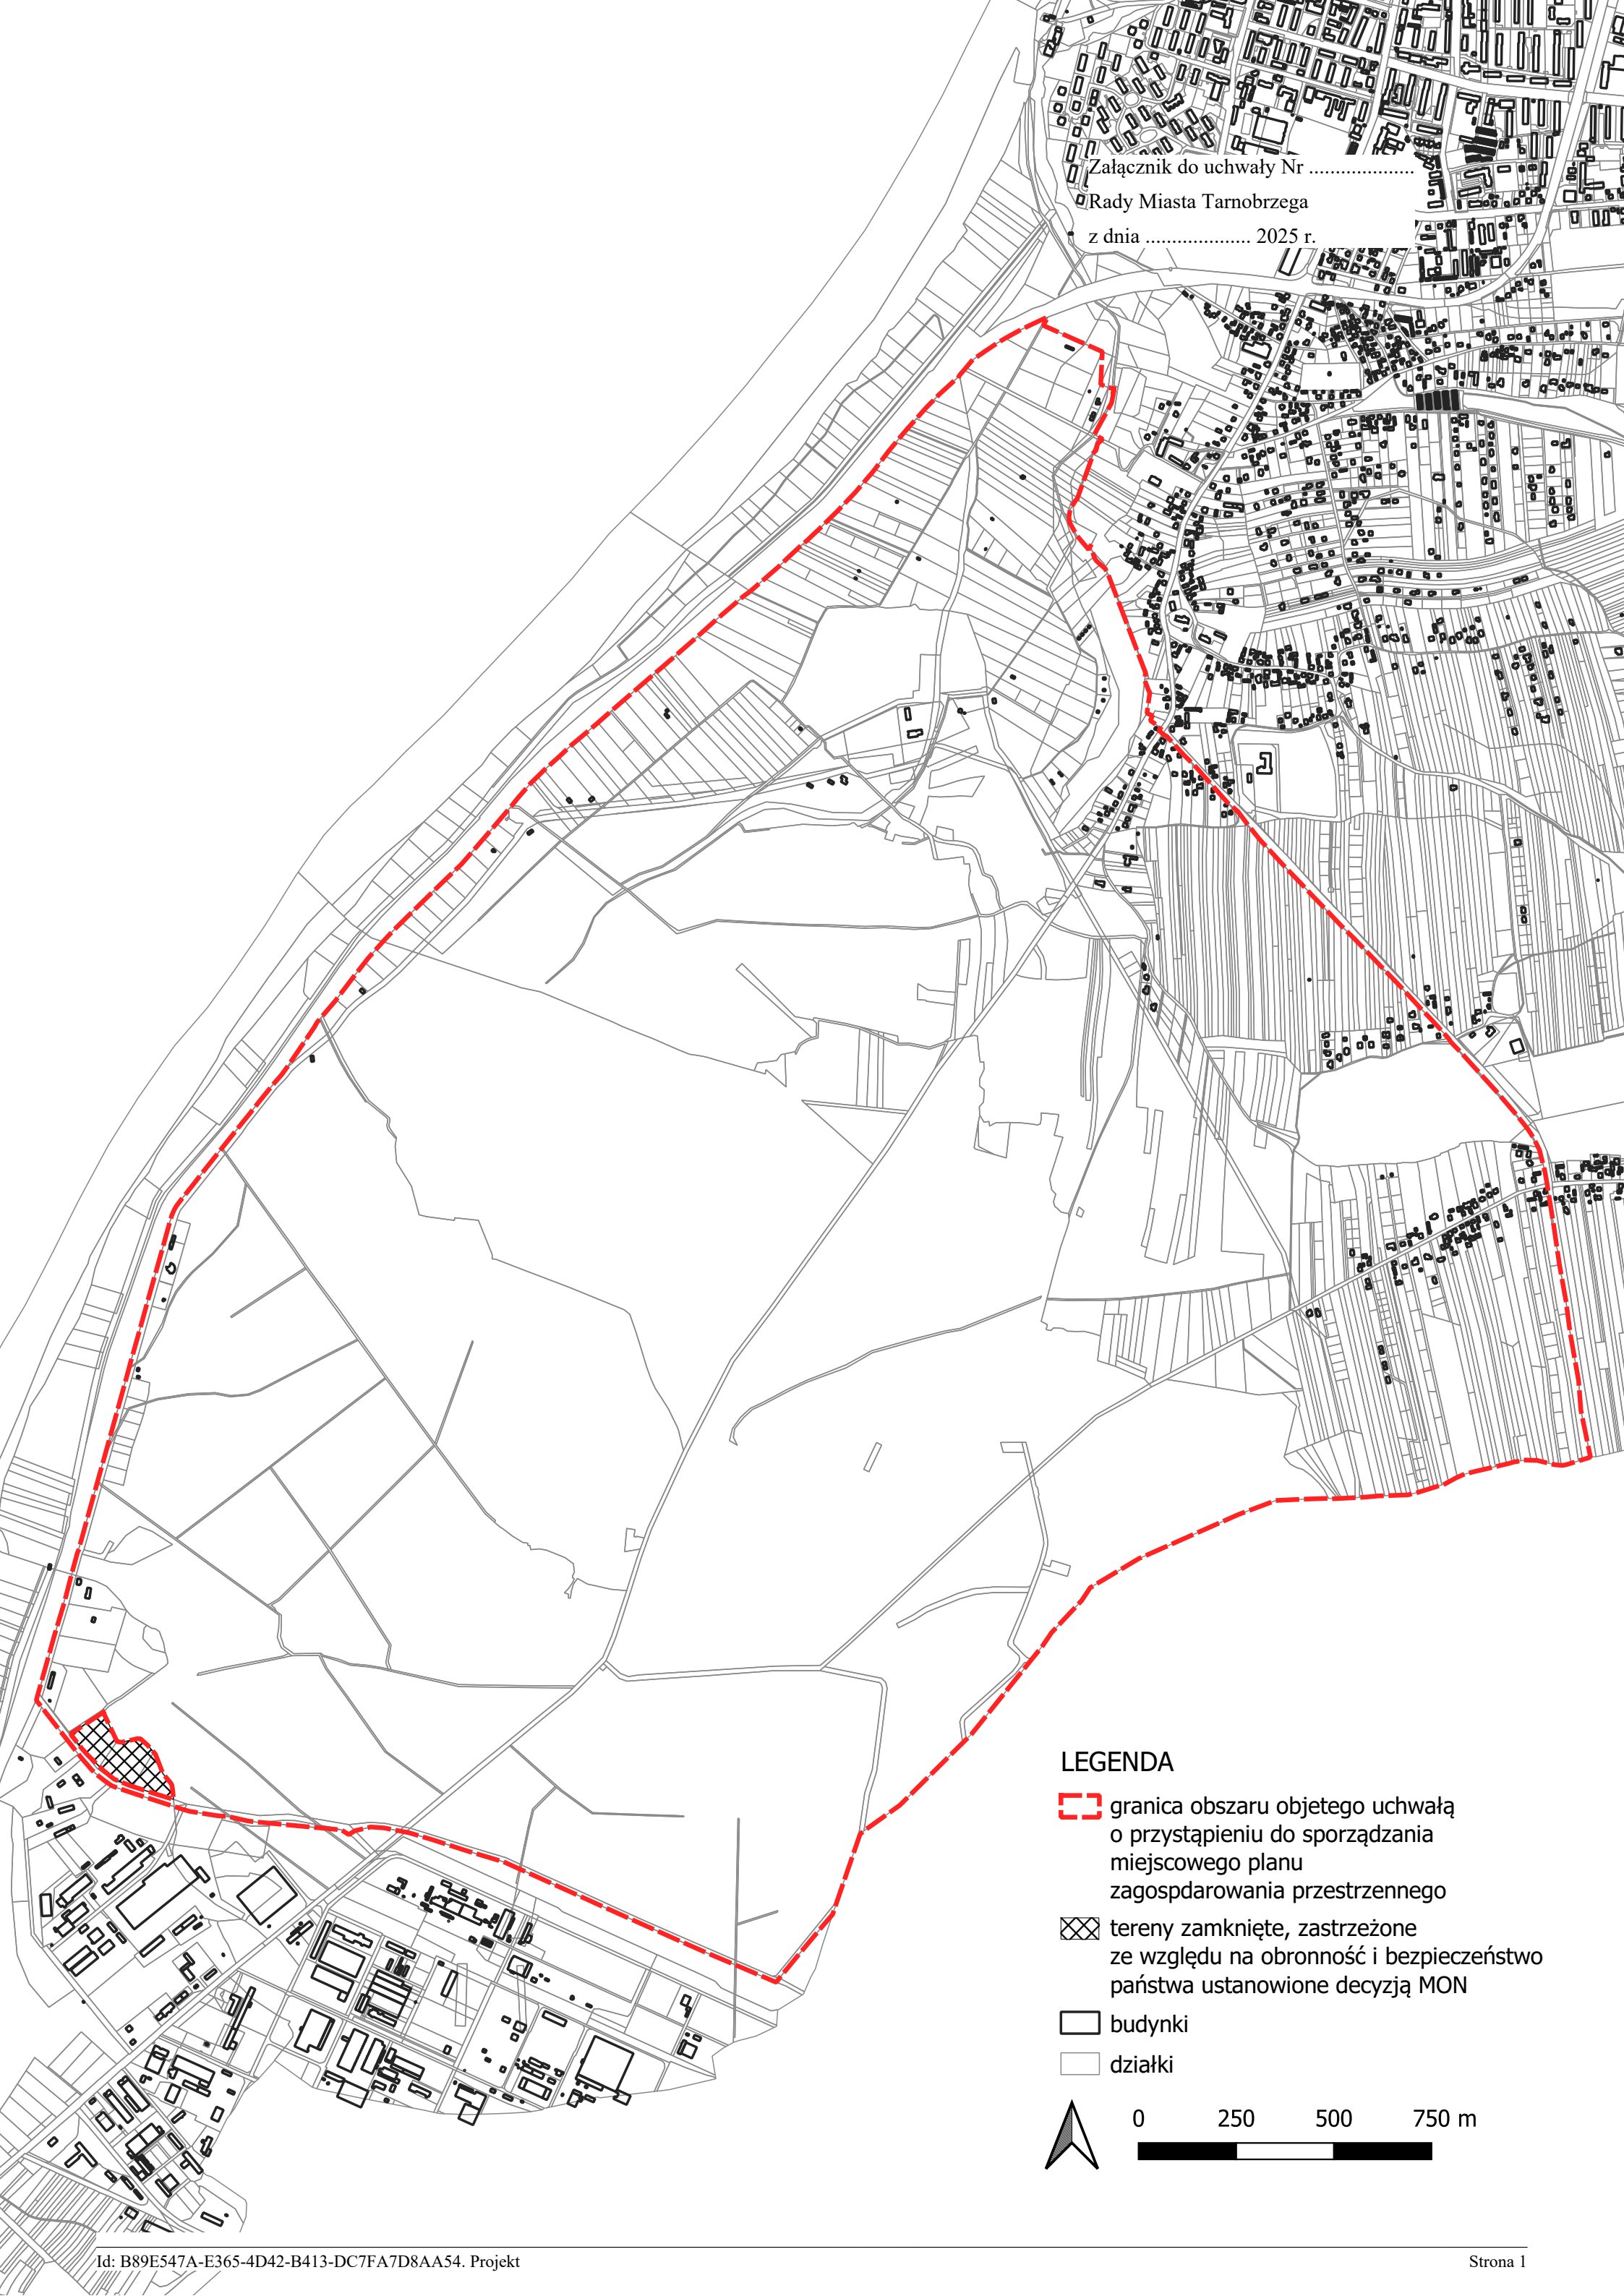 Załącznik do uchwały Nr ....................
Rady Miasta Tarnobrzega
z dnia .................... 2025 r.
LEGENDA
granica obszaru objetego uchwałą
o przystąpieniu do sporządzania
miejscowego planu
zagospdarowania przestrzennego
tereny zamknięte, zastrzeżone
ze względu na obronność i bezpieczeństwo
państwa ustanowione decyzją MON
budynki
działki
0 250 500 750 m
Id: B89E547A-E365-4D42-B413-DC7FA7D8AA54. Projekt
Strona 1